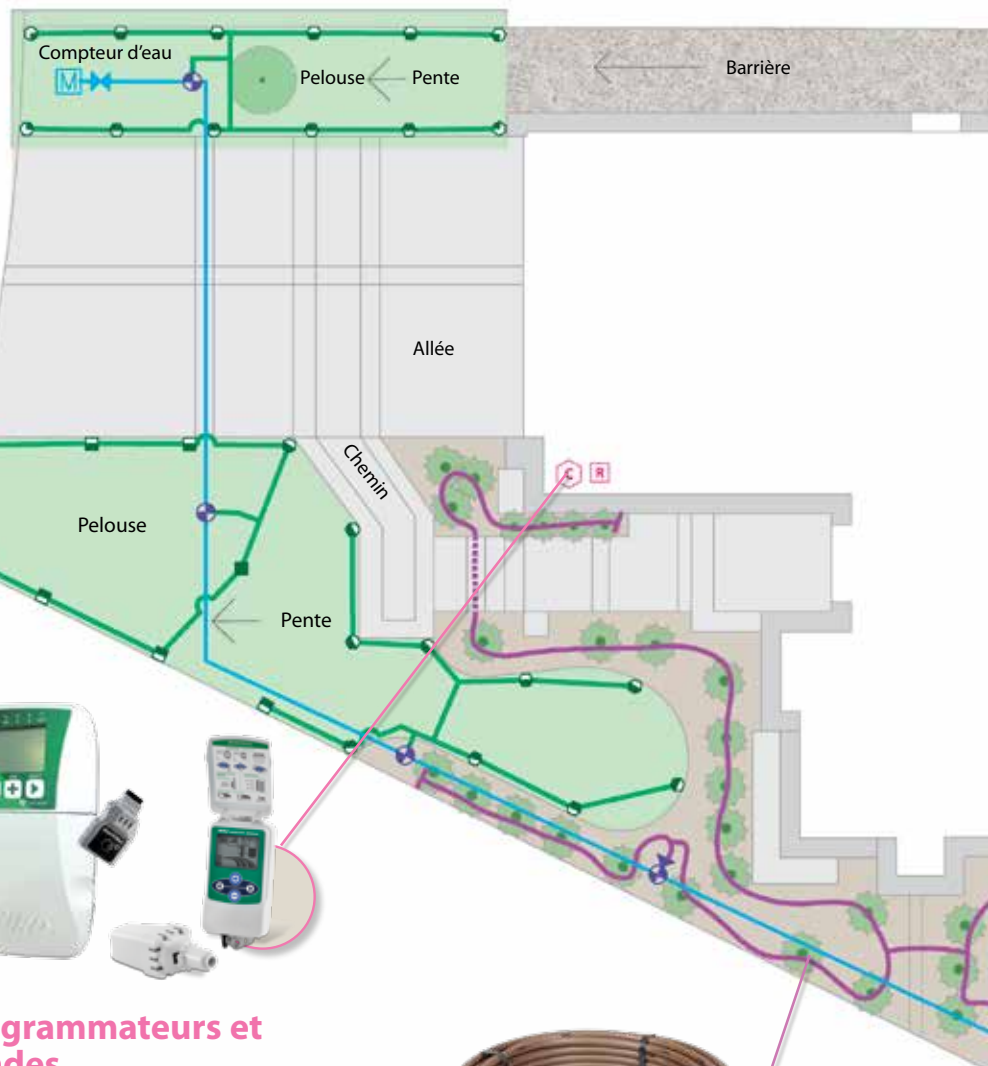 Compteur d'eau
M
Pelouse
Pente
Barrière
Allée
Chemin
C
R
Pelouse
Pente
grammateurs et